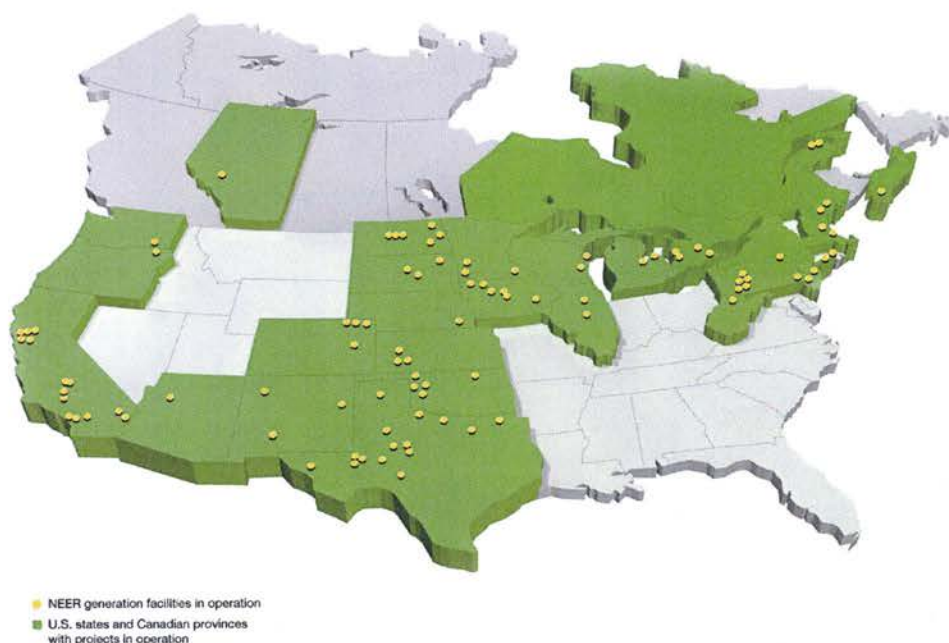 NEER generation facilities in operation
U.S. states and Canadian provinces
with projects in operation